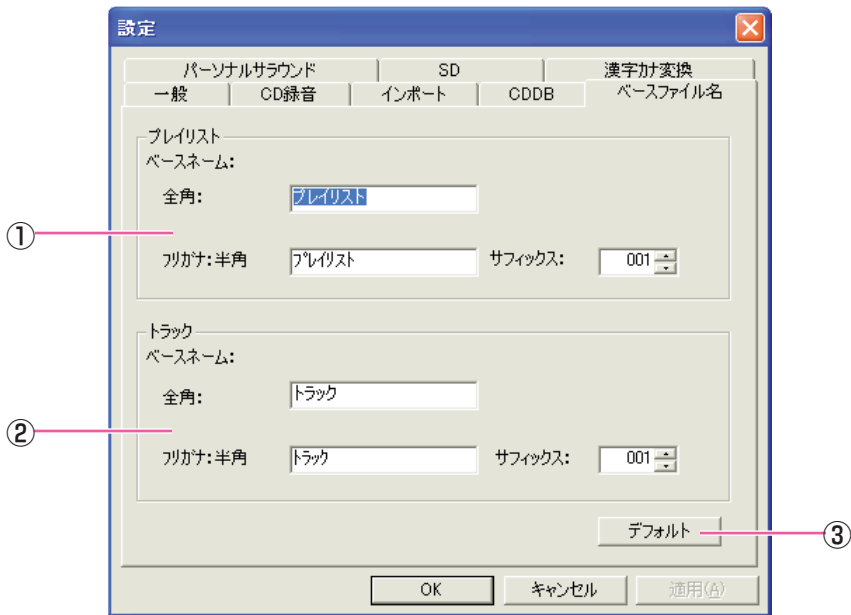 設定
パーソナルサラウンド SD 漢字カナ変換
一般 CD録音 インポート CDDB ベースファイル名
プレイリスト
ベースネーム:
全角: プレイリスト
①
フリガナ:半角 プレイリスト サフィックス: 001
トラック
ベースネーム:
全角: トラック
②
フリガナ:半角 トラック サフィックス: 001
デフォルト ③
OK キャンセル 適用(A)